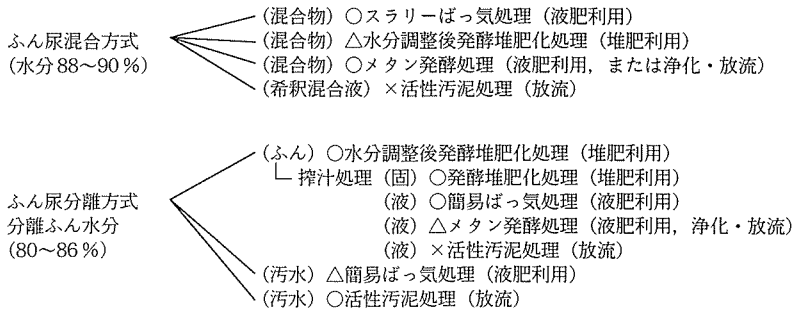 ふん尿混合方式
(水分88～90%)
(混合物) ○スラリーばっ気処理 (液肥利用)
(混合物) △水分調整後発酵堆肥化処理 (堆肥利用)
(混合物) ○メタン発酵処理 (液肥利用, または浄化・放流)
(希釈混合液) ×活性汚泥処理 (放流)
ふん尿分離方式
分離ふん水分
(80～86%)
(ふん) ○水分調整後発酵堆肥化処理 (堆肥利用)
搾汁処理 (固) ○発酵堆肥化処理 (堆肥利用)
(液) ○簡易ばっ気処理 (液肥利用)
(液) △メタン発酵処理 (液肥利用, 浄化・放流)
(液) ×活性汚泥処理 (放流)
(汚水) △簡易ばっ気処理 (液肥利用)
(汚水) ○活性汚泥処理 (放流)